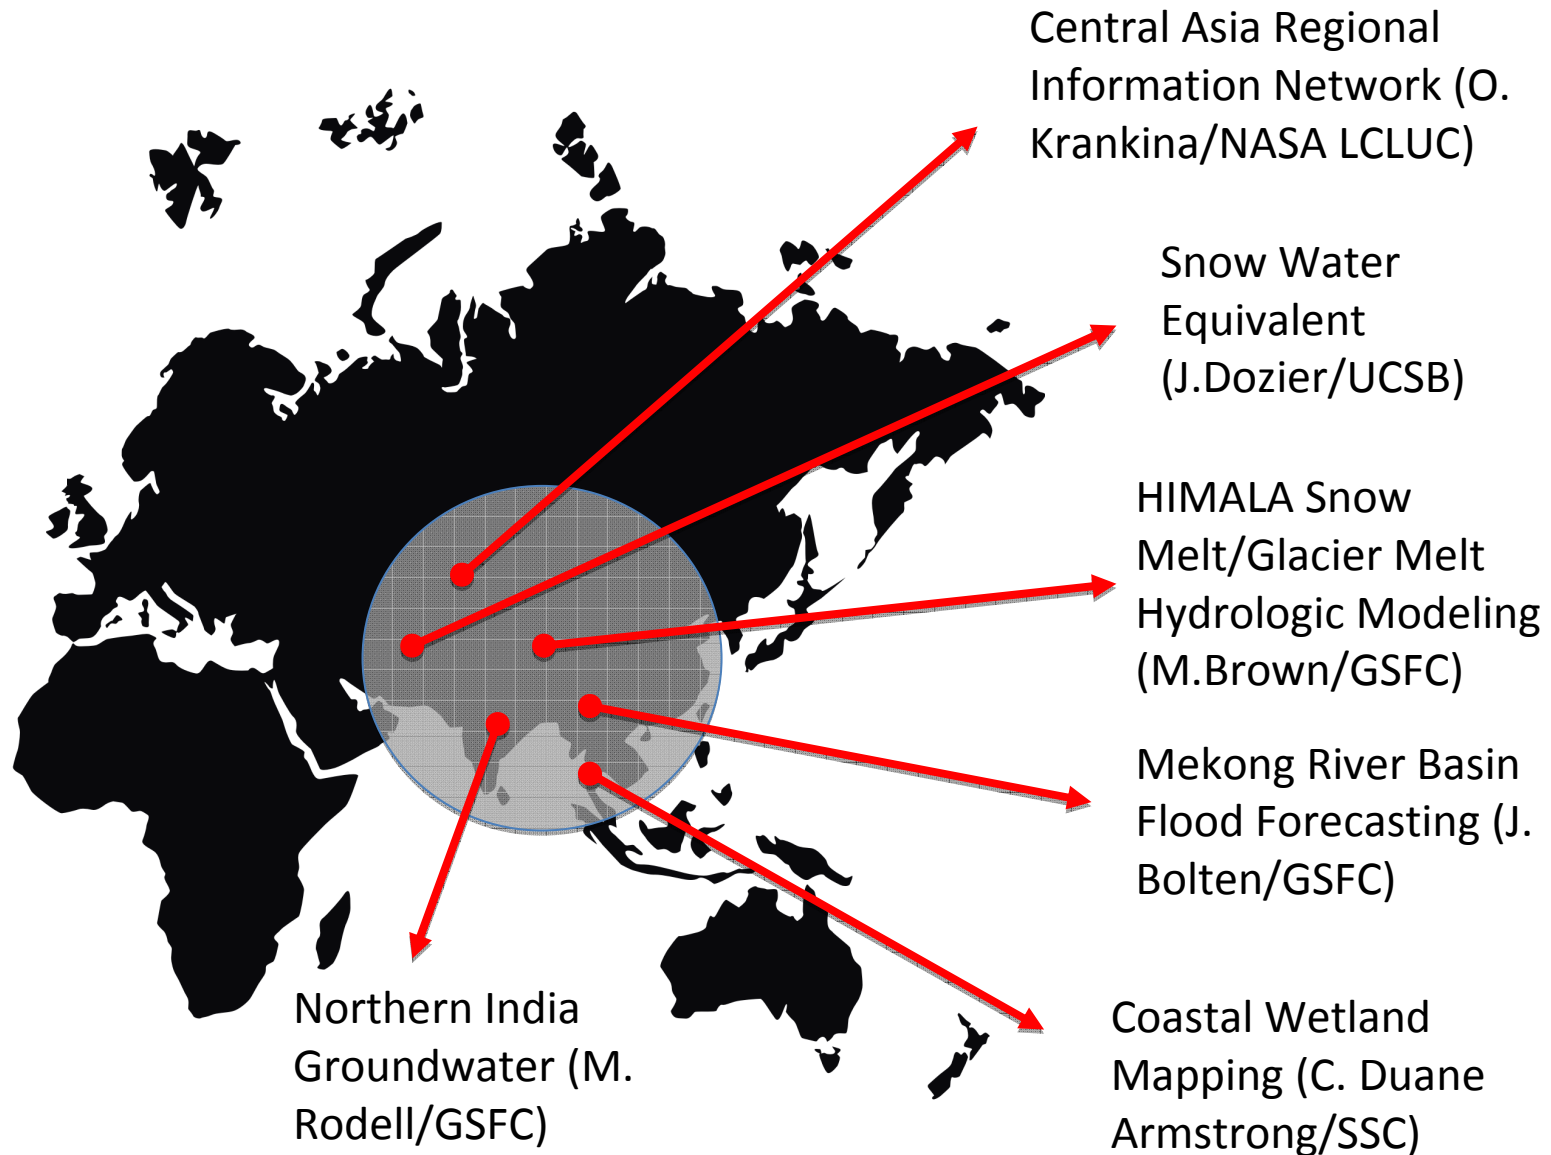 Central Asia Regional
Information Network (O.
Krankina/NASA LCLUC)
Snow Water
Equivalent
(J.Dozier/UCSB)
HIMALA Snow
Melt/Glacier Melt
Hydrologic Modeling
(M.Brown/GSFC)
Mekong River Basin
Flood Forecasting (J.
Bolten/GSFC)
Coastal Wetland
Mapping (C. Duane
Armstrong/SSC)
Northern India
Groundwater (M.
Rodell/GSFC)